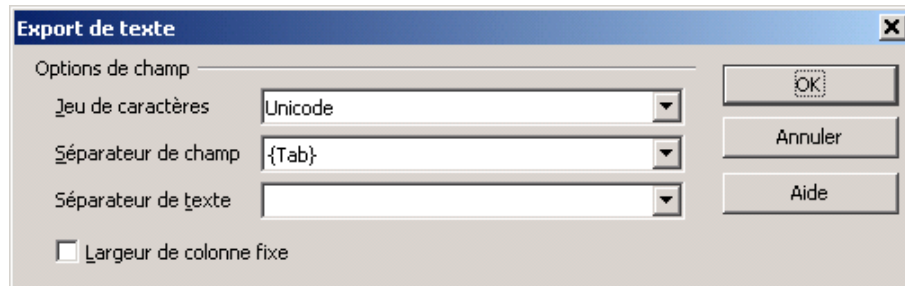 Export de texte
Options de champ
Jeu de caractères Unicode
Séparateur de champ {Tab}
Séparateur de texte
Largeur de colonne fixe
OK
Annuler
Aide